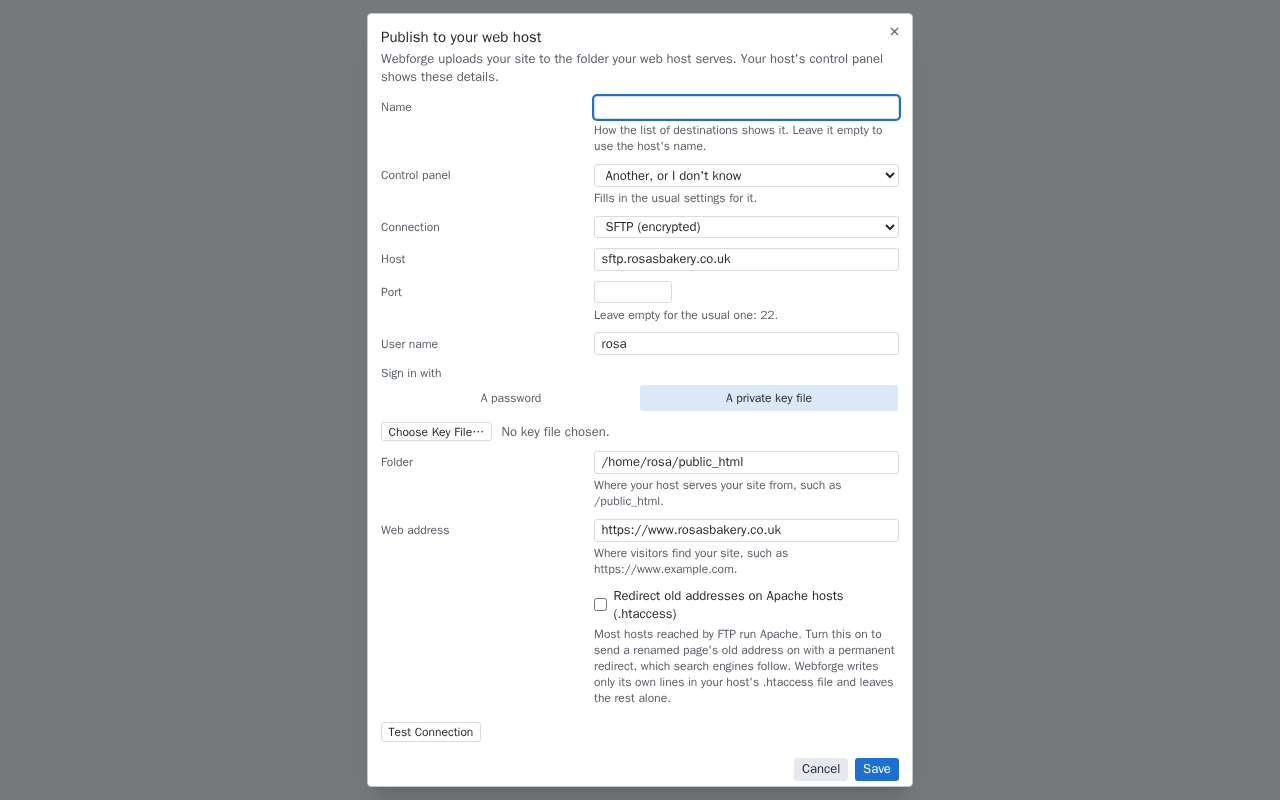 Publish to your web host
×
Webforge uploads your site to the folder your web host serves. Your host's control panel
shows these details.
Name
How the list of destinations shows it. Leave it empty to
use the host's name.
Control panel
Another, or I don't know
Fills in the usual settings for it.
Connection
SFTP (encrypted)
Host
sftp.rosasbakery.co.uk
Port
Leave empty for the usual one: 22.
User name
rosa
Sign in with
A password
A private key file
Choose Key File…
No key file chosen.
Folder
/home/rosa/public_html
Where your host serves your site from, such as
/public_html.
Web address
https://www.rosasbakery.co.uk
Where visitors find your site, such as
https://www.example.com.
Redirect old addresses on Apache hosts
(.htaccess)
Most hosts reached by FTP run Apache. Turn this on to
send a renamed page's old address on with a permanent
redirect, which search engines follow. Webforge writes
only its own lines in your host's .htaccess file and leaves
the rest alone.
Test Connection
Cancel
Save